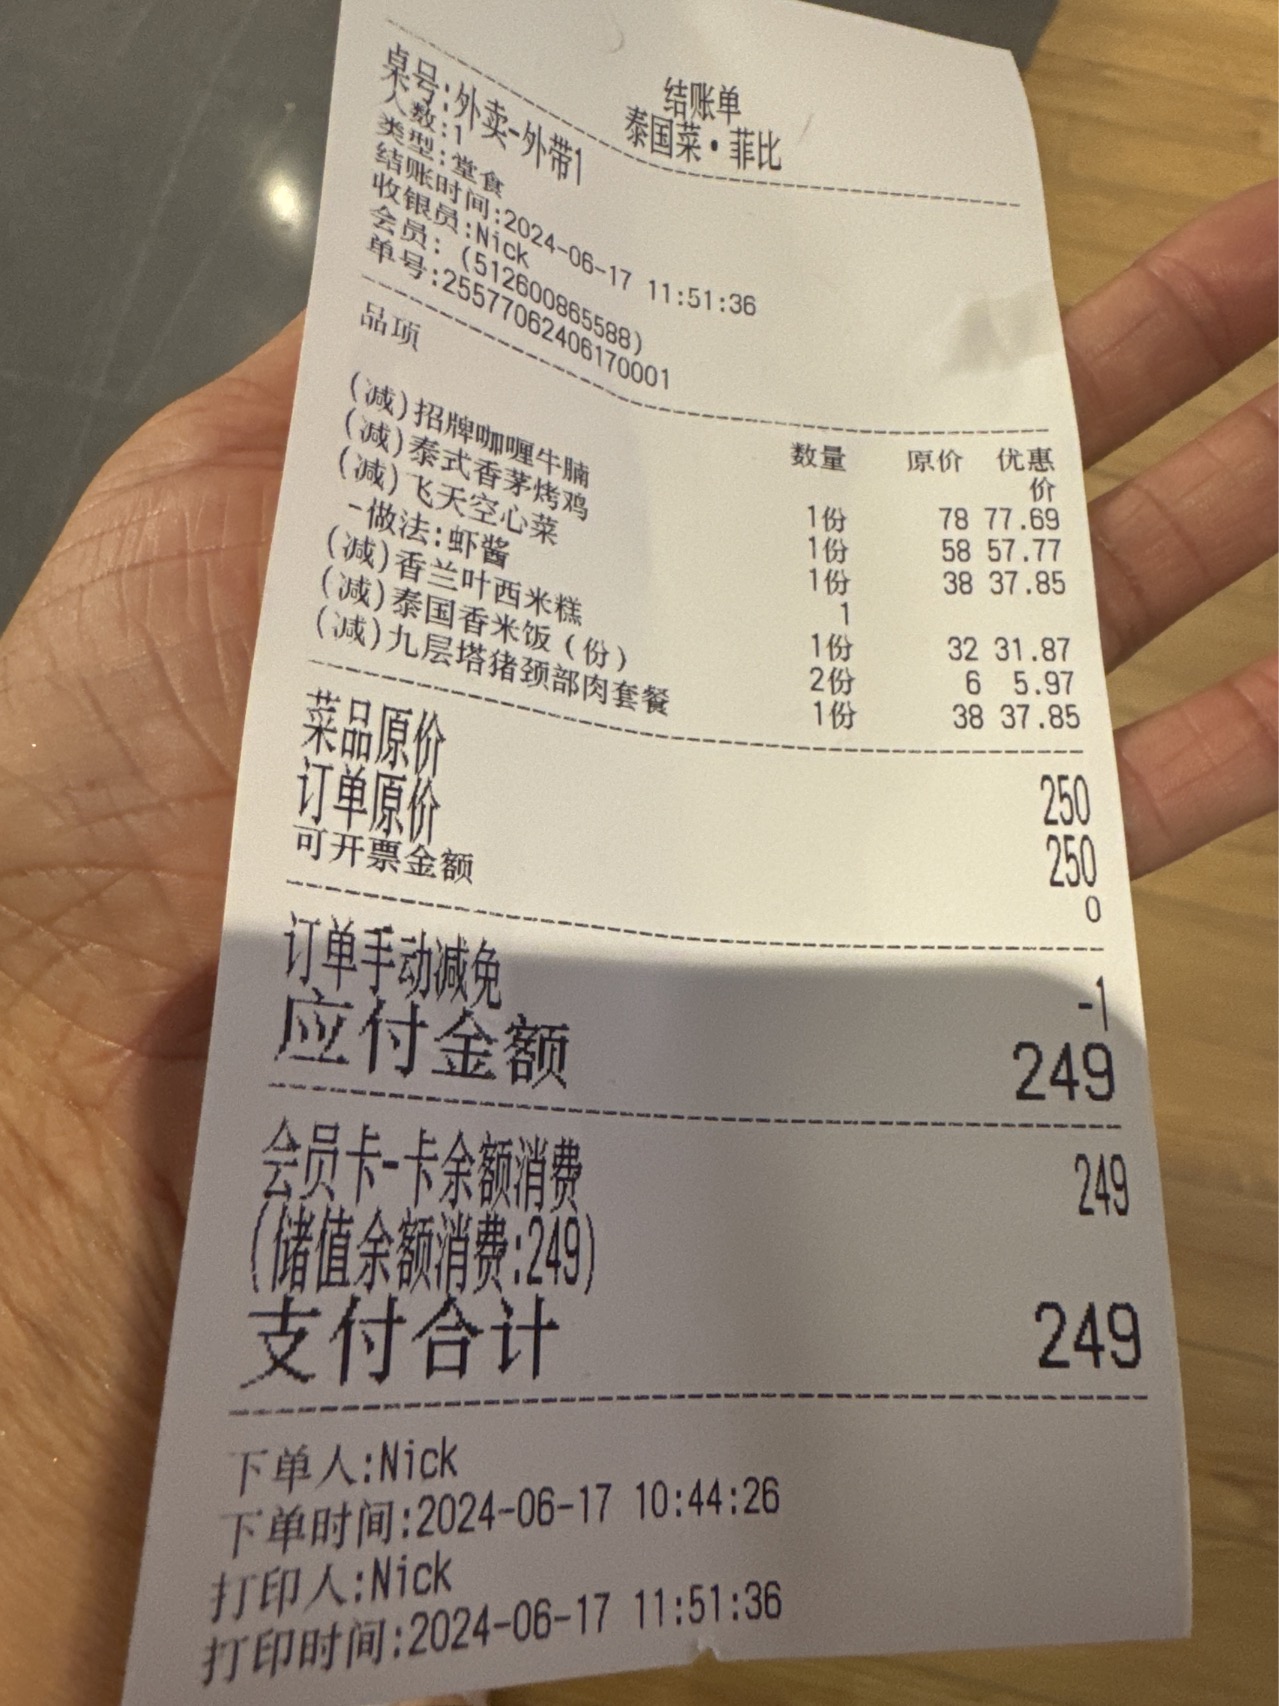 结账单
泰国菜·菲比
桌号:外卖-外带1
人数:1
类型:堂食
结账时间:2024-06-17 11:51:36
收银员:Nick
会员: (512600865588)
单号:25577062406170001
品项 数量 原价 优惠价
(减)招牌咖喱牛腩 1份 78 77.69
(减)泰式香茅烤鸡 1份 58 57.77
(减)飞天空心菜 1份 38 37.85
-做法:虾酱 1
(减)香兰叶西米糕 1份 32 31.87
(减)泰国香米饭(份) 2份 6 5.97
(减)九层塔猪颈部肉套餐 1份 38 37.85
菜品原价 250
订单原价 250
可开票金额 0
订单手动减免 -1
应付金额 249
会员卡-卡余额消费 249
(储值余额消费:249)
支付合计 249
下单人:Nick
下单时间:2024-06-17 10:44:26
打印人:Nick
打印时间:2024-06-17 11:51:36